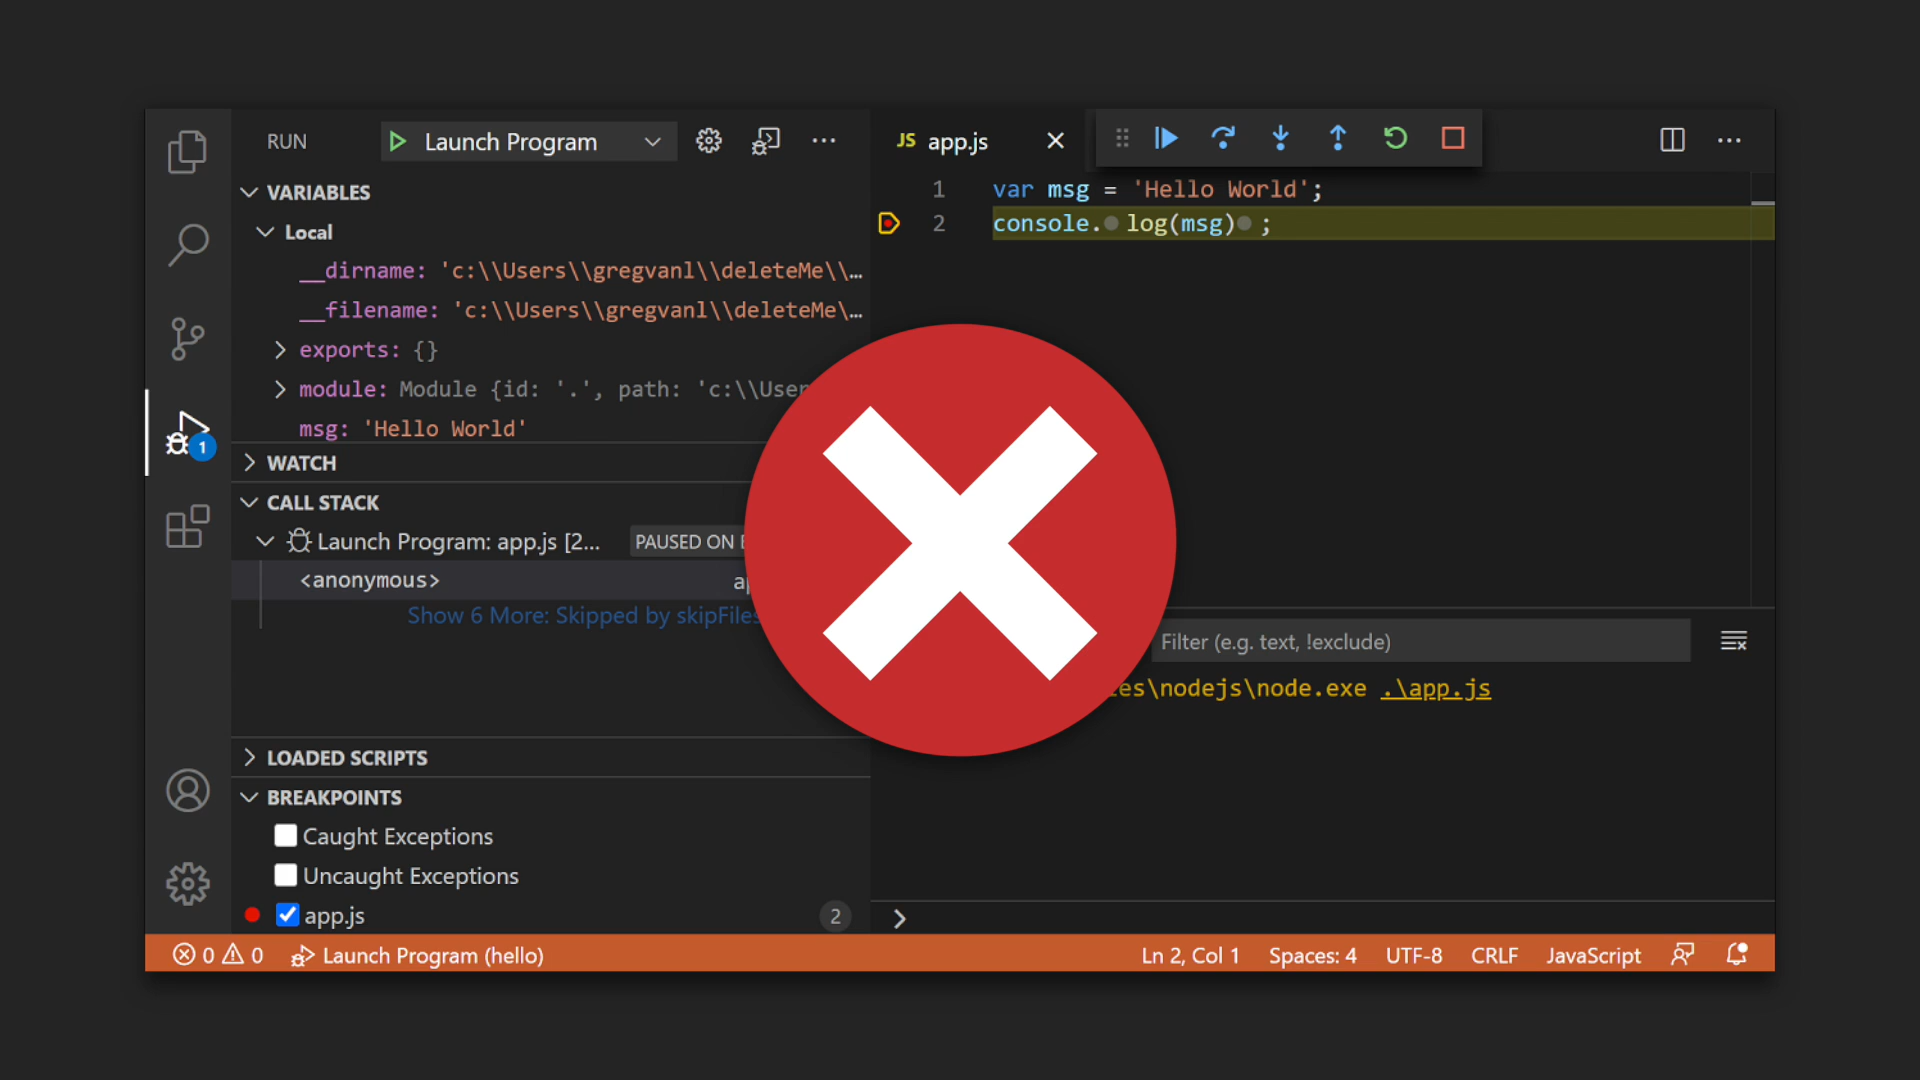 RUN
Launch Program
VARIABLES
Local
__dirname: 'c:\\Users\\gregvanl\\deleteMe\\…
__filename: 'c:\\Users\\gregvanl\\deleteMe\…
exports: {}
module: Module {id: '.', path: 'c:\\User
msg: 'Hello World'
WATCH
CALL STACK
Launch Program: app.js [2...
PAUSED ON
<anonymous>
Show 6 More: Skipped by skipFiles
LOADED SCRIPTS
BREAKPOINTS
Caught Exceptions
Uncaught Exceptions
app.js
2
1
JS app.js
1 var msg = 'Hello World';
2 console.log(msg);
Filter (e.g. text, !exclude)
es\nodejs\node.exe .\app.js
0 0 Launch Program (hello)
Ln 2, Col 1 Spaces: 4 UTF-8 CRLF JavaScript